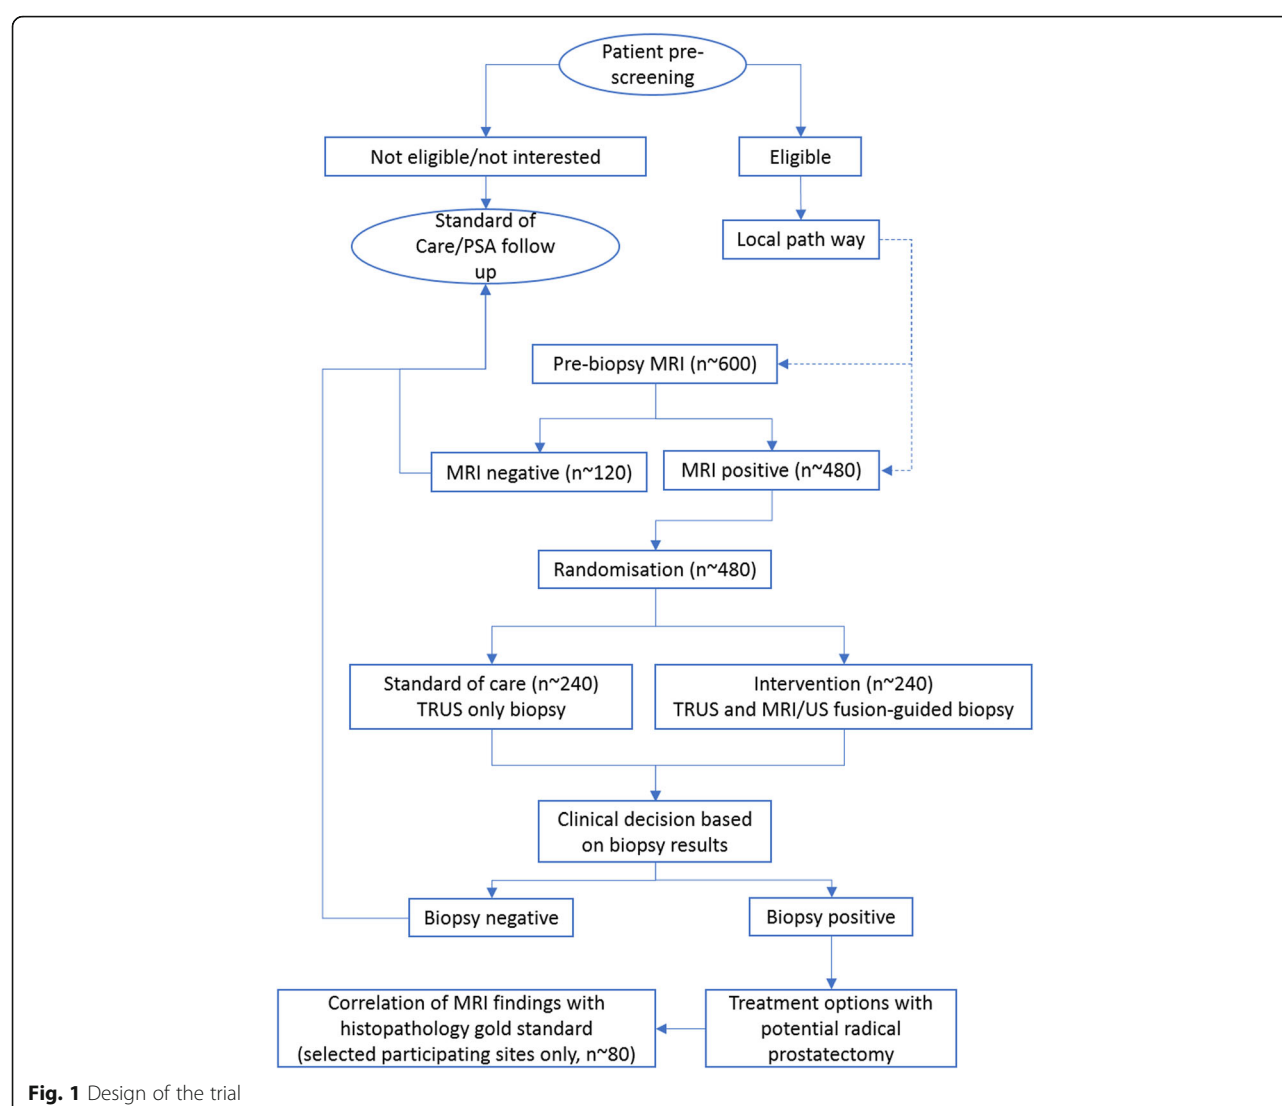 Patient pre-
screening
Not eligible/not interested
Eligible
Standard of
Care/PSA follow
up
Local path way
Pre-biopsy MRI (n~600)
MRI negative (n~120)
MRI positive (n~480)
Randomisation (n~480)
Standard of care (n~240)
TRUS only biopsy
Intervention (n~240)
TRUS and MRI/US fusion-guided biopsy
Clinical decision based
on biopsy results
Biopsy negative
Biopsy positive
Correlation of MRI findings with
histopathology gold standard
(selected participating sites only, n~80)
Treatment options with
potential radical
prostatectomy
Fig. 1 Design of the trial